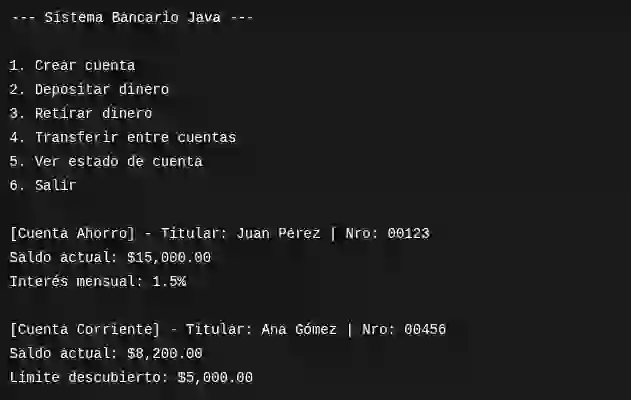 --- Sistema Bancario Java ---
1. Crear cuenta
2. Depositar dinero
3. Retirar dinero
4. Transferir entre cuentas
5. Ver estado de cuenta
6. Salir
[Cuenta Ahorro] - Titular: Juan Pérez | Nro: 00123
Saldo actual: $15,000.00
Interés mensual: 1.5%
[Cuenta Corriente] - Titular: Ana Gómez | Nro: 00456
Saldo actual: $8,200.00
Límite descubierto: $5,000.00